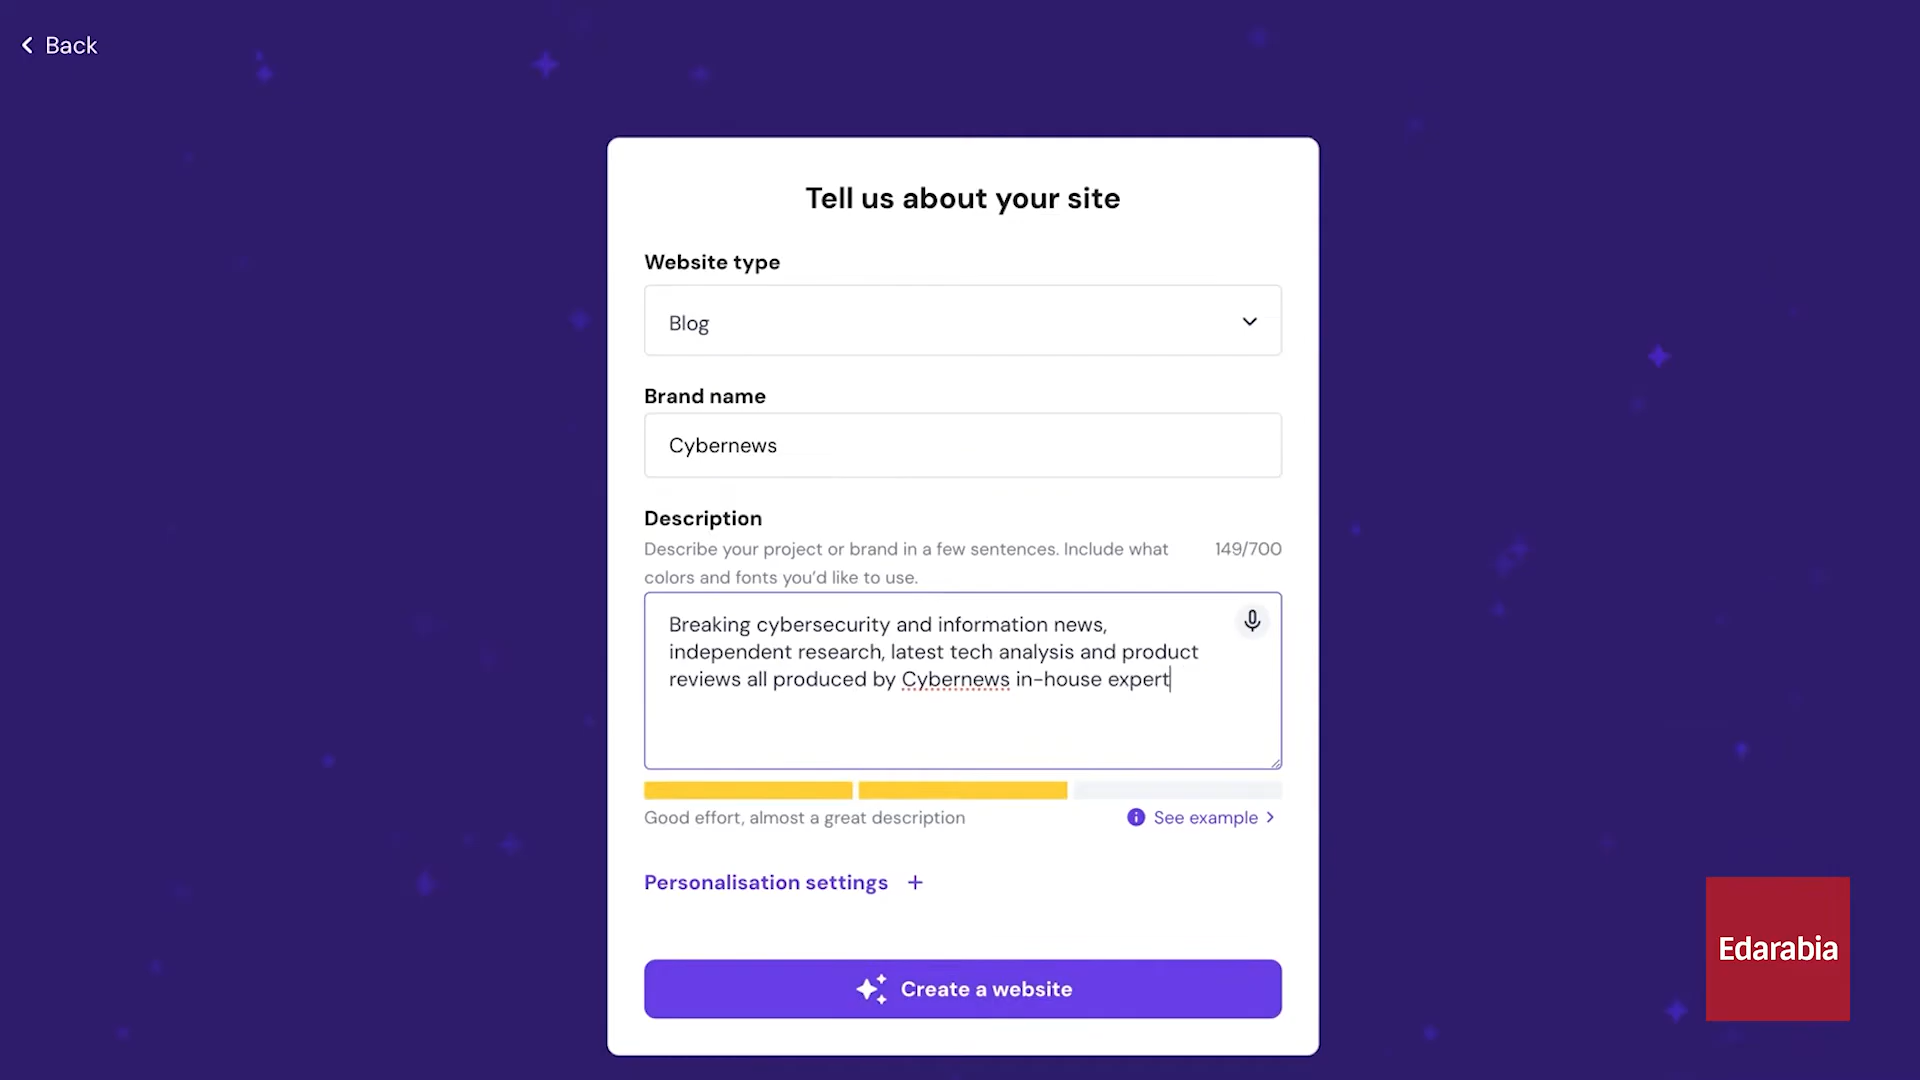 Back
Tell us about your site
Website type
Blog
Brand name
Cybernews
Description
Describe your project or brand in a few sentences. Include what
colors and fonts you'd like to use.
149/700
Breaking cybersecurity and information news,
independent research, latest tech analysis and product
reviews all produced by Cybernews in-house expert
Good effort, almost a great description
See example
Personalisation settings +
Create a website
Edarabia